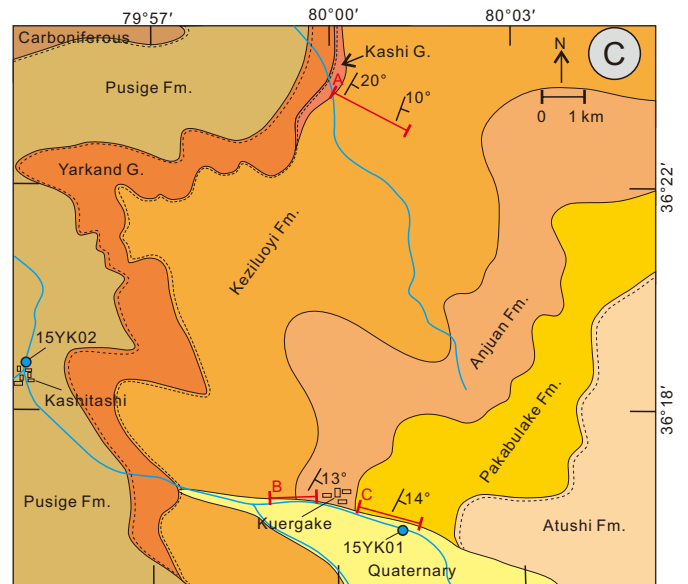 79°57′ 80°00′ 80°03′
Carboniferous
Kashi G.
N
C
Pusige Fm.
A
20°
10°
0 1 km
Yarkand G.
36°22′
Keziluoyi Fm.
Anjuan Fm.
15YK02
Kashitashi
36°18′
Pakabulake Fm.
B
13°
C
14°
Pusige Fm.
Kuergake
Atushi Fm.
15YK01
Quaternary